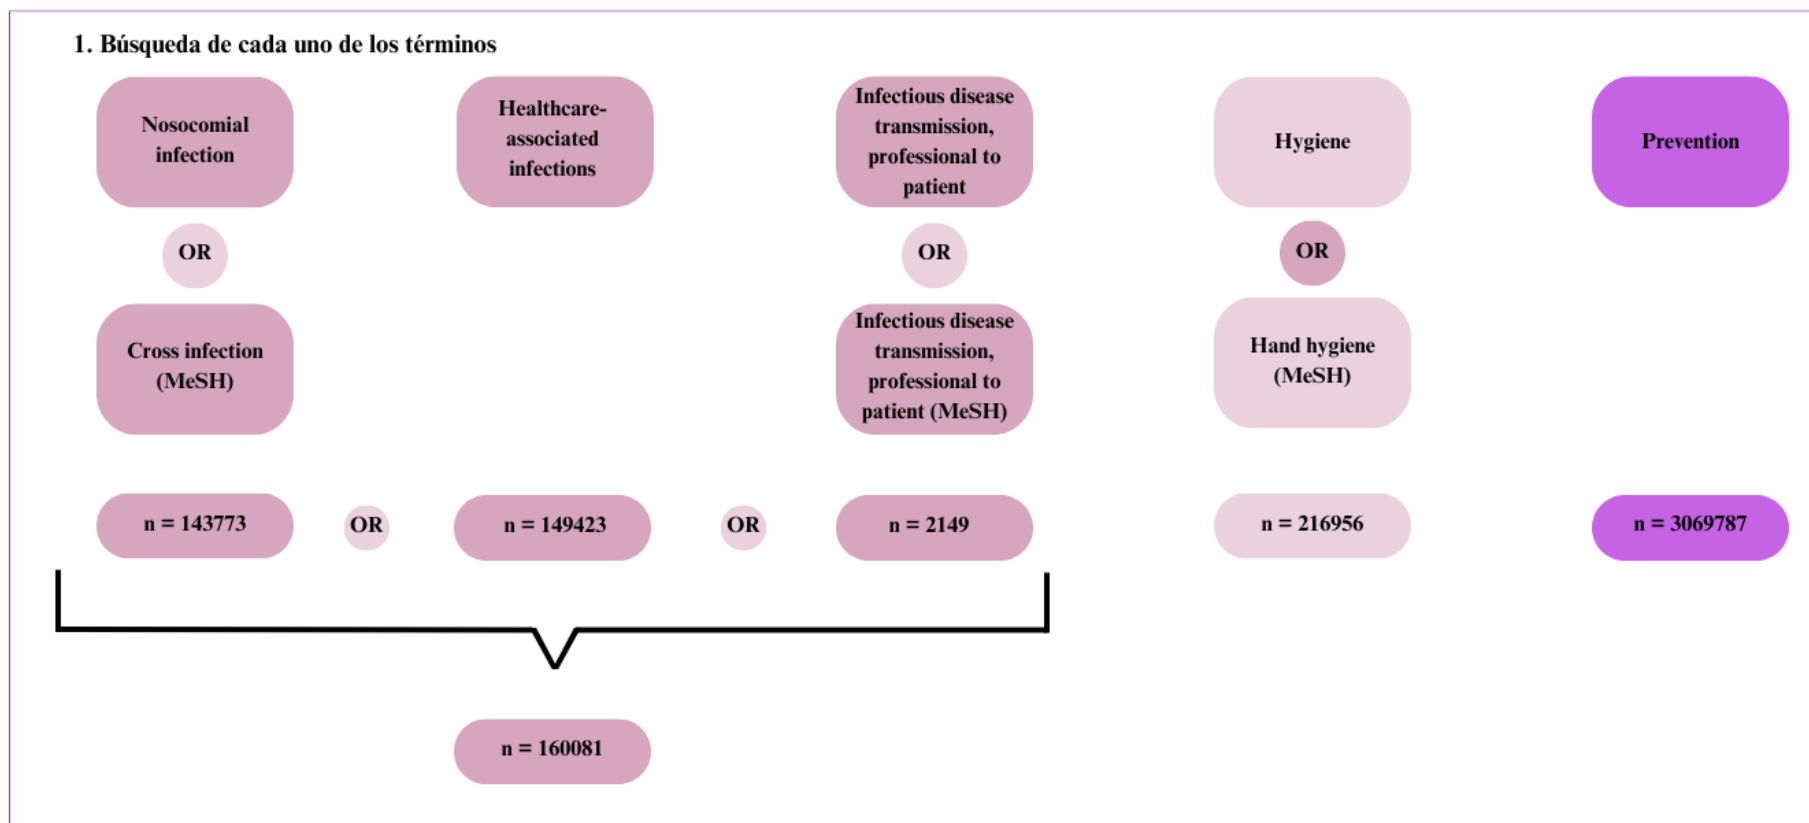 1. Búsqueda de cada uno de los términos
Nosocomial
infection
Healthcare-
associated
infections
Infectious disease
transmission,
professional to
patient
Hygiene
Prevention
OR
OR
OR
Cross infection
(MeSH)
Infectious disease
transmission,
professional to
patient (MeSH)
Hand hygiene
(MeSH)
n = 143773
OR
n = 149423
OR
n = 2149
n = 216956
n = 3069787
n = 160081